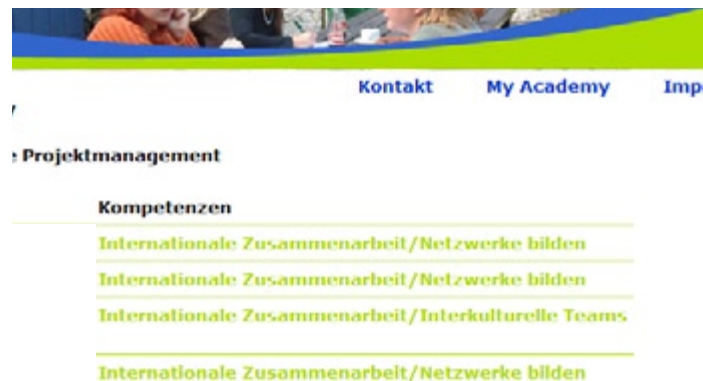 Kontakt My Academy
Projektmanagement
Kompetenzen
Internationale Zusammenarbeit/Netzwerke bilden
Internationale Zusammenarbeit/Netzwerke bilden
Internationale Zusammenarbeit/Interkulturelle Teams
Internationale Zusammenarbeit/Netzwerke bilden